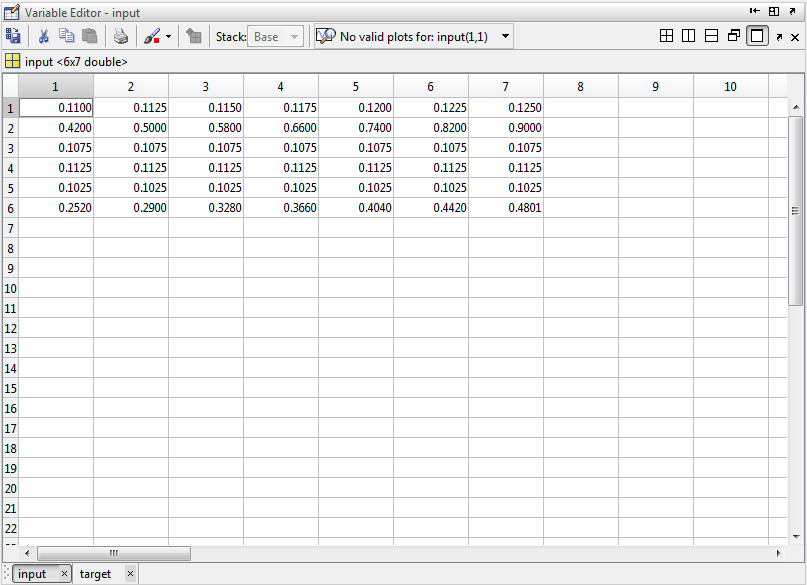 Variable Editor - input
Stack: Base No valid plots for: input(1,1)
input <6x7 double>
1 2 3 4 5 6 7 8 9 10
1 0.1100 0.1125 0.1150 0.1175 0.1200 0.1225 0.1250
2 0.4200 0.5000 0.5800 0.6600 0.7400 0.8200 0.9000
3 0.1075 0.1075 0.1075 0.1075 0.1075 0.1075 0.1075
4 0.1125 0.1125 0.1125 0.1125 0.1125 0.1125 0.1125
5 0.1025 0.1025 0.1025 0.1025 0.1025 0.1025 0.1025
6 0.2520 0.2900 0.3280 0.3660 0.4040 0.4420 0.4801
7
8
9
10
11
12
13
14
15
16
17
18
19
20
21
22
input target